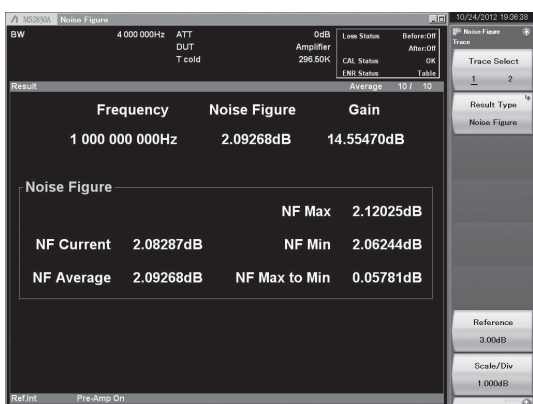 MS2830A Noise Figure
10/24/2012 19:36:38
BW 4 000 000Hz ATT 0dB
DUT Amplifier
T cold 296.50K
Loss Status Before:Off
After:Off
CAL Status OK
ENR Status Table
Result Average 10 / 10
Frequency Noise Figure Gain
1 000 000 000Hz 2.09268dB 14.55470dB
Noise Figure
NF Max 2.12025dB
NF Current 2.08287dB NF Min 2.06244dB
NF Average 2.09268dB NF Max to Min 0.05781dB
Ref.Int Pre-Amp On
Noise Figure
Trace
Trace Select
1 2
Result Type
Noise Figure
Reference
3.00dB
Scale/Div
1.000dB